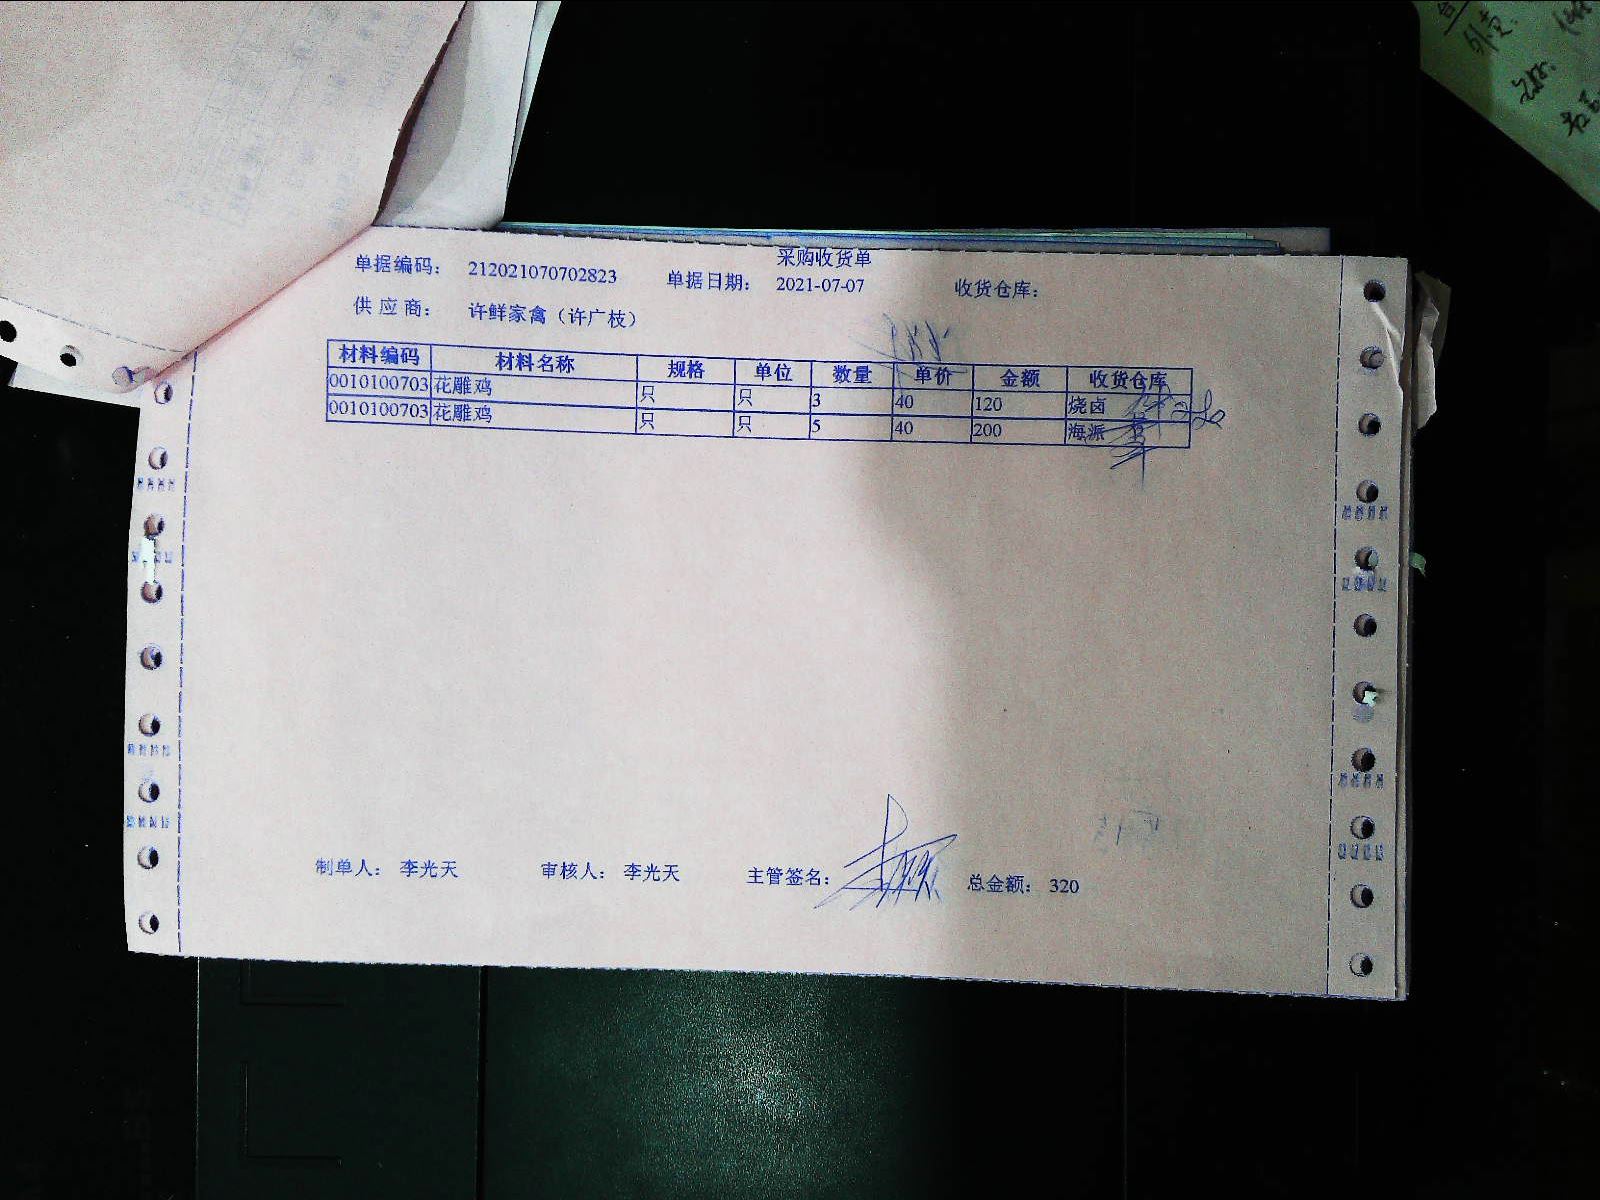 采购收货单
单据编码： 212021070702823 单据日期： 2021-07-07 收货仓库：
供 应 商： 许鲜家禽（许广枝）
材料编码 材料名称 规格 单位 数量 单价 金额 收货仓库
0010100703 花雕鸡 只 只 3 40 120 烧卤
0010100703 花雕鸡 只 只 5 40 200 海派
制单人： 李光天 审核人： 李光天 主管签名： 总金额： 320